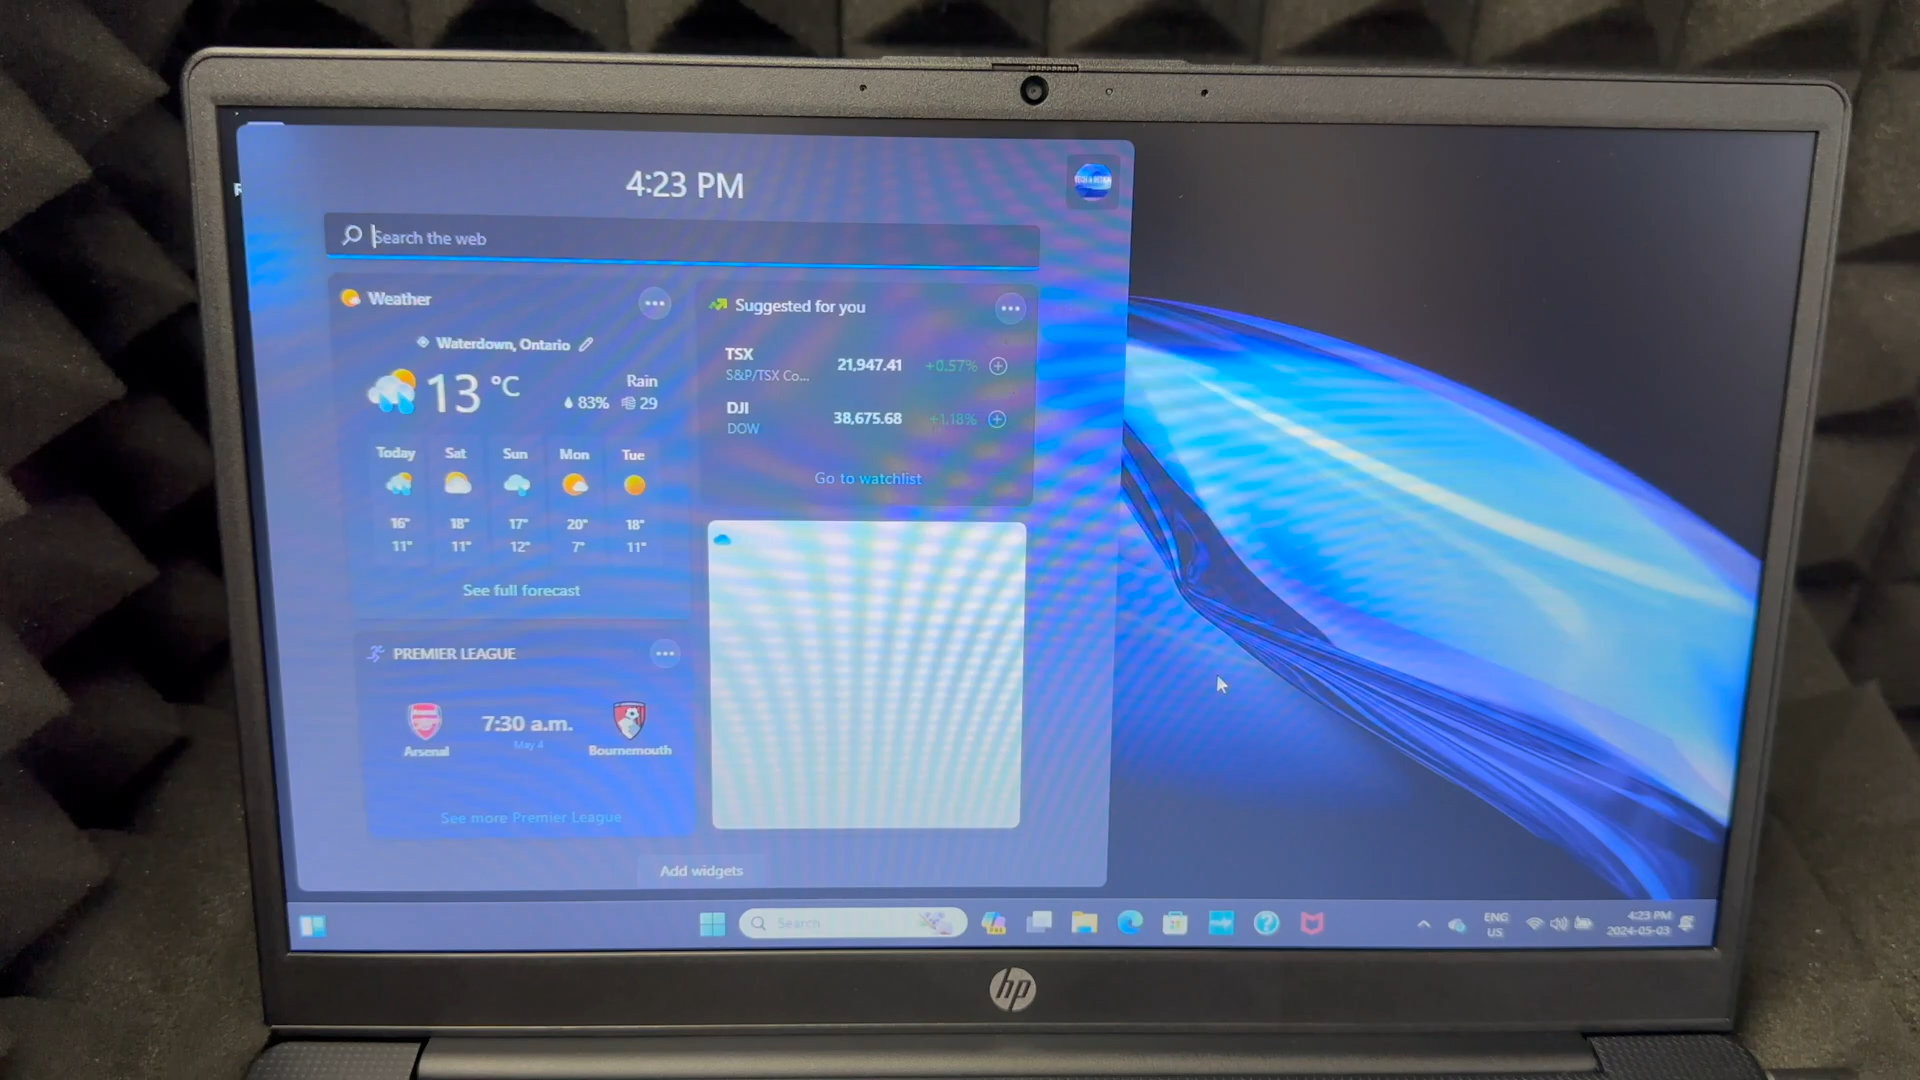 4:23 PM
Search the web
Weather
Waterdown, Ontario
13 °C
Rain
83% 29
Today Sat Sun Mon Tue
16° 18° 17° 20° 18°
11° 11° 12° 7° 11°
See full forecast
Suggested for you
TSX 21,947.41 +0.57%
S&P/TSX Co...
DJI 38,675.68 +1.18%
DOW
Go to watchlist
PREMIER LEAGUE
7:30 a.m.
May 4
Arsenal Bournemouth
See more Premier League
Add widgets
Search
ENG
US
4:23 PM
2024-05-03
hp